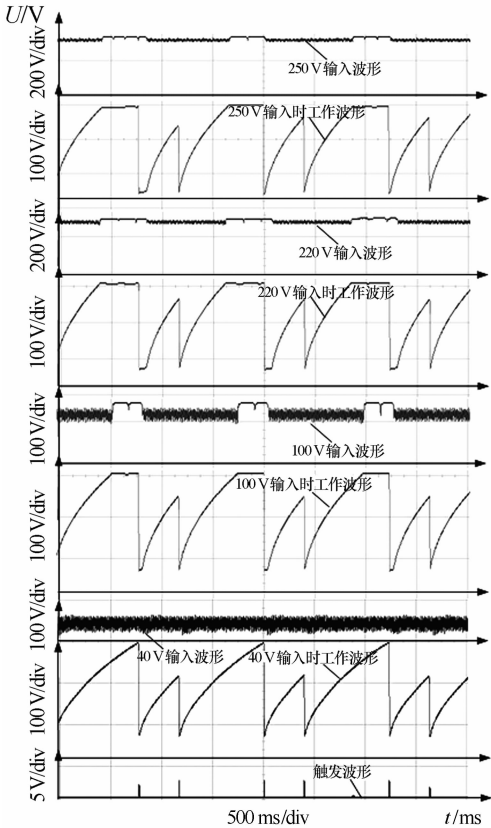 U/V
200 V/div
250 V输入波形
100 V/div
250 V输入时工作波形
200 V/div
220 V输入波形
100 V/div
220 V输入时工作波形
100 V/div
100 V输入波形
100 V/div
100 V输入时工作波形
100 V/div
40 V输入波形
100 V/div
40 V输入时工作波形
5 V/div
触发波形
500 ms/div
t/ms